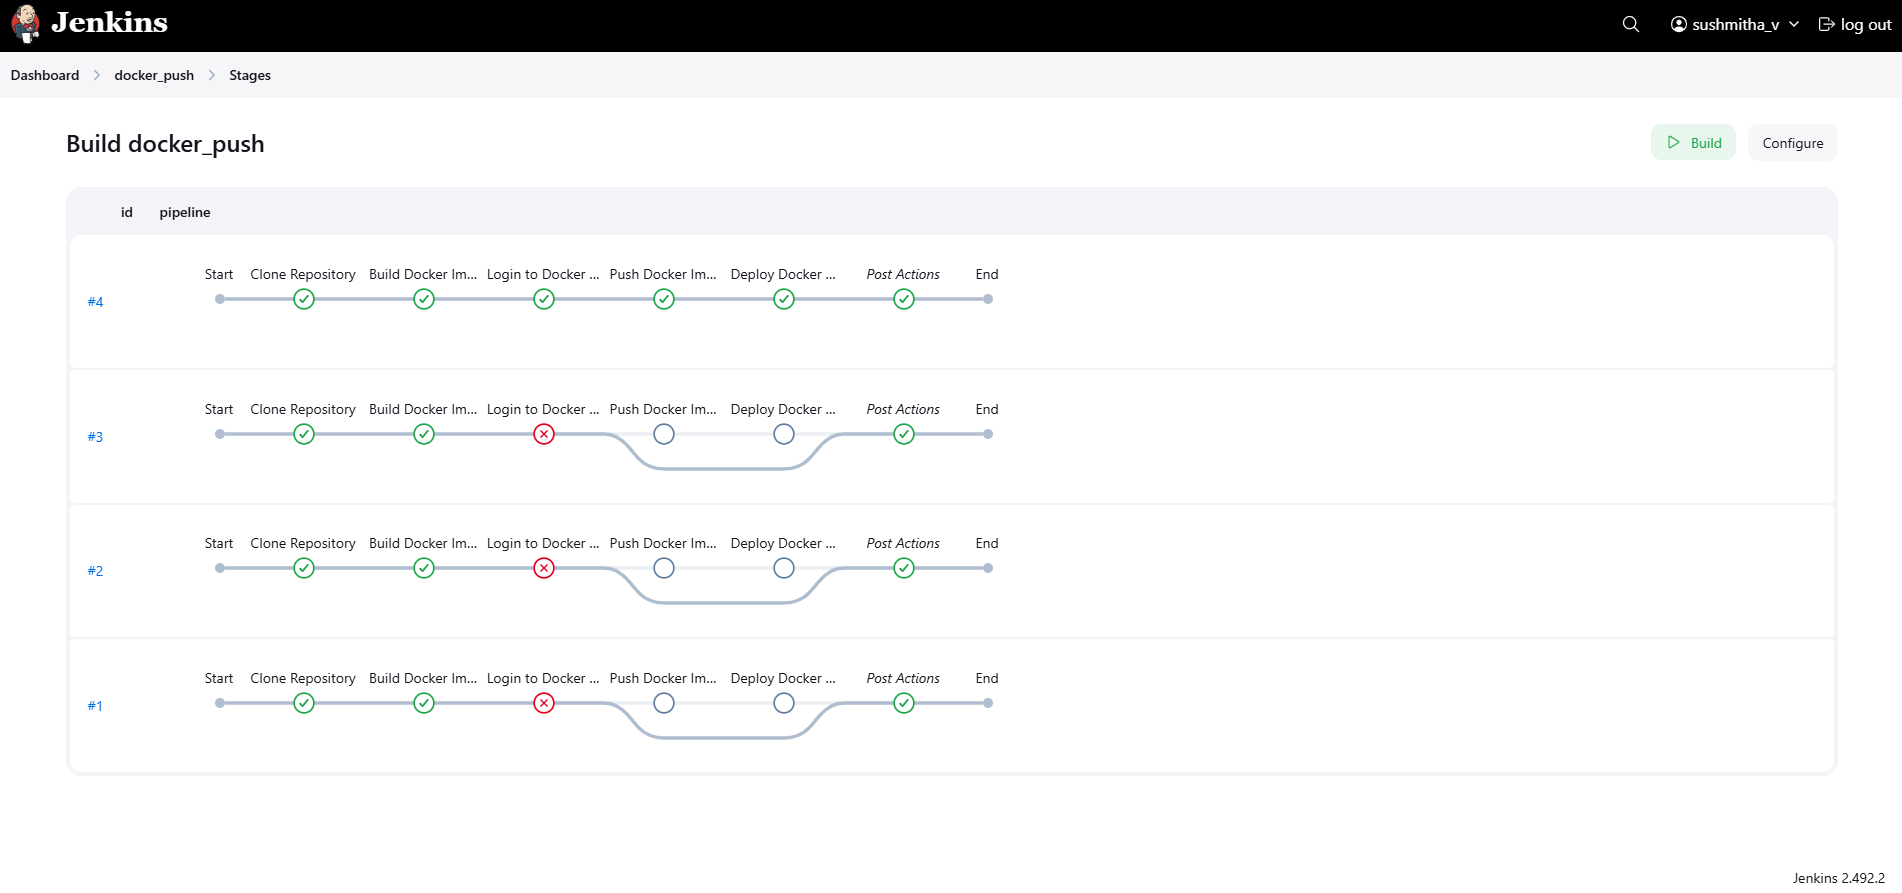 Jenkins
sushmitha_v
log out
Dashboard > docker_push > Stages
Build docker_push
Build
Configure
id pipeline
Start Clone Repository Build Docker Im... Login to Docker ... Push Docker Im... Deploy Docker ... Post Actions End
#4
Start Clone Repository Build Docker Im... Login to Docker ... Push Docker Im... Deploy Docker ... Post Actions End
#3
Start Clone Repository Build Docker Im... Login to Docker ... Push Docker Im... Deploy Docker ... Post Actions End
#2
Start Clone Repository Build Docker Im... Login to Docker ... Push Docker Im... Deploy Docker ... Post Actions End
#1
Jenkins 2.492.2